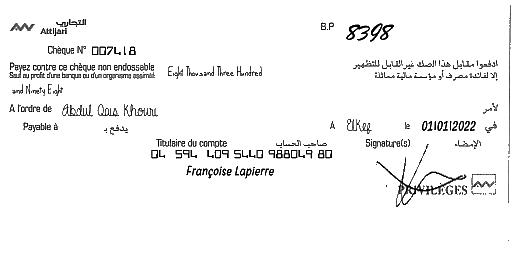 التجاري
Attijari
B.P 8398
Chèque N° 007418
Payez contre ce chèque non endossable Eight Thousand Three Hundred
Sauf au profit d'une banque ou d'un organisme assimilé
and Ninety Eight
ادفعوا مقابل هذا الصك غير القابل للتظهير
إلا لفائدة مصرف أو مؤسسة مالية مماثلة
A l'ordre de Abdul Qais Khouri لأمر
Payable à يدفع بـ
A ElKef le 01/01/2022 في
Titulaire du compte صاحب الحساب Signature(s) الإمضاء
04 594 409 5440 988049 80
Françoise Lapierre
PRIVILÈGES